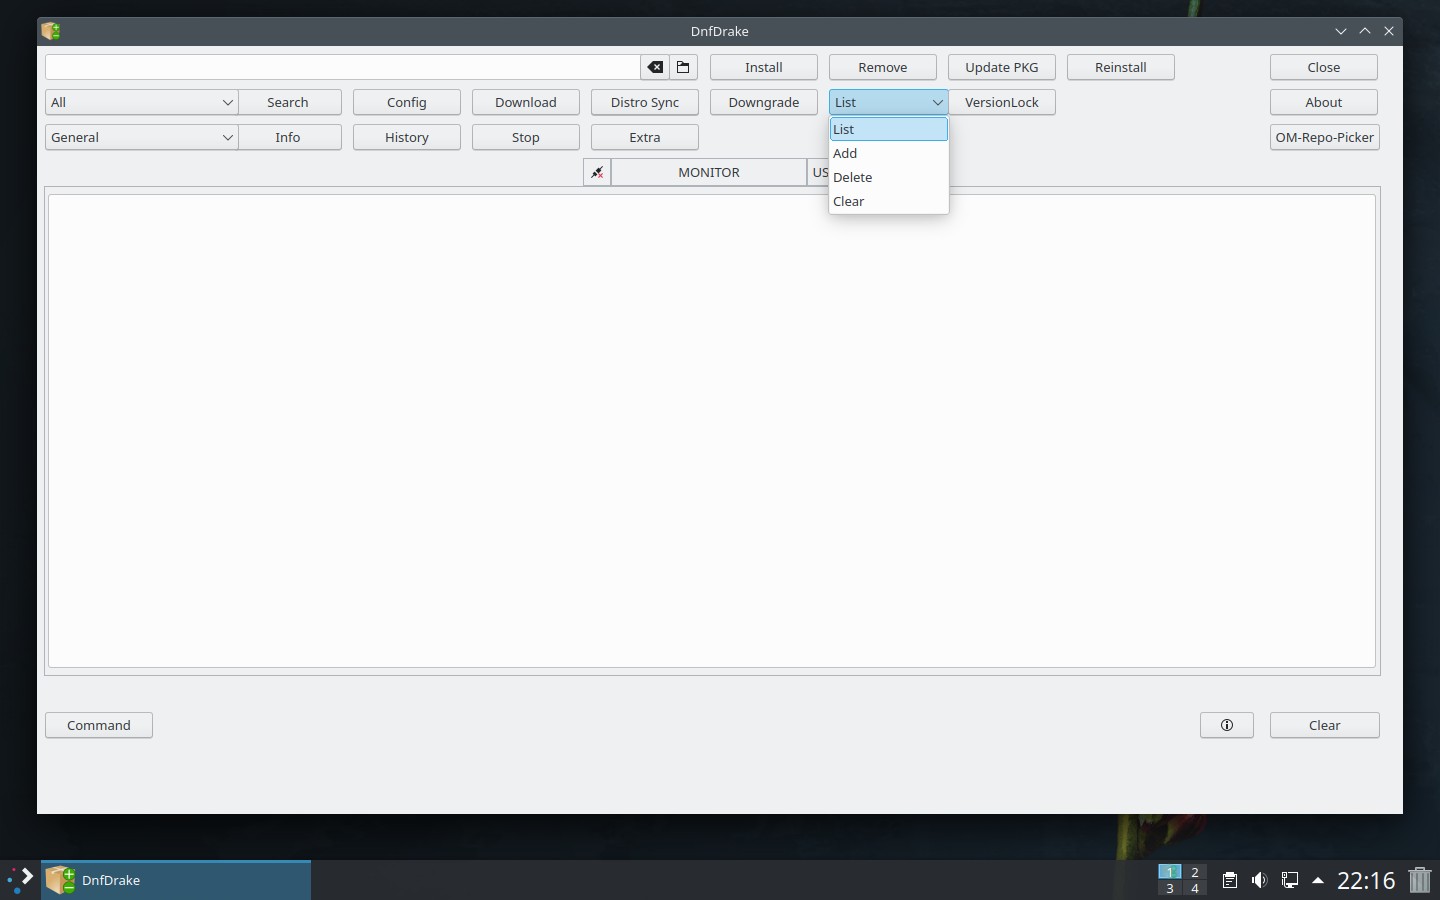 DnfDrake
Install
Remove
Update PKG
Reinstall
Close
All
Search
Config
Download
Distro Sync
Downgrade
List
VersionLock
About
General
Info
History
Stop
Extra
List
Add
Delete
Clear
OM-Repo-Picker
MONITOR
US
Command
Clear
DnfDrake
1 2
3 4
22:16